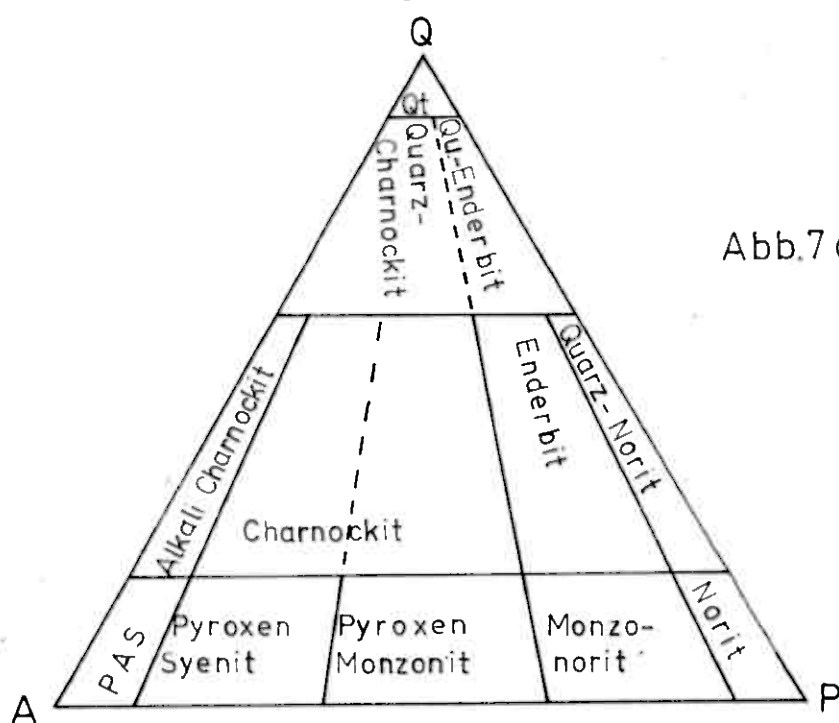 Q
Qt
Quarz-
Charnockit
Qu.-Enderbit
Abb.7
Alkali Charnockit
Charnockit
Enderbit
Quarz-Norit
PAS
Pyroxen
Syenit
Pyroxen
Monzonit
Monzo-
norit
Norit
A
P